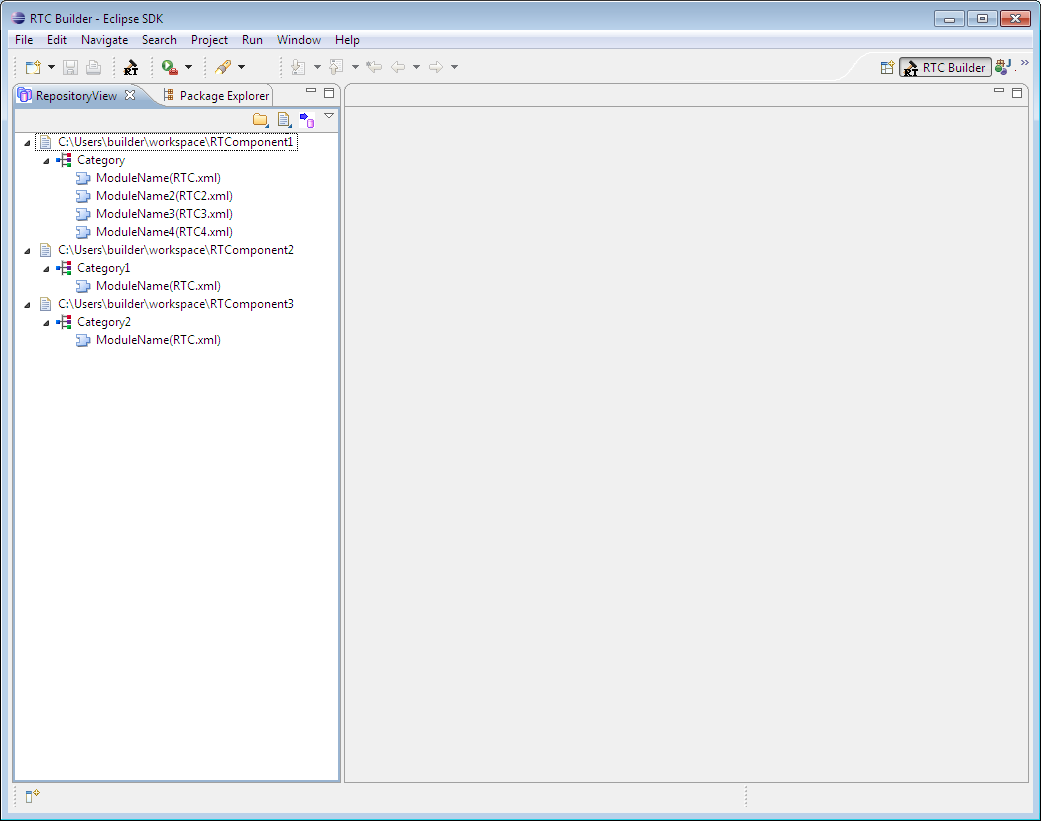 RTC Builder - Eclipse SDK
File Edit Navigate Search Project Run Window Help
RT RT RTC Builder
RepositoryView Package Explorer
C:\Users\builder\workspace\RTComponent1
Category
ModuleName(RTC.xml)
ModuleName2(RTC2.xml)
ModuleName3(RTC3.xml)
ModuleName4(RTC4.xml)
C:\Users\builder\workspace\RTComponent2
Category1
ModuleName(RTC.xml)
C:\Users\builder\workspace\RTComponent3
Category2
ModuleName(RTC.xml)